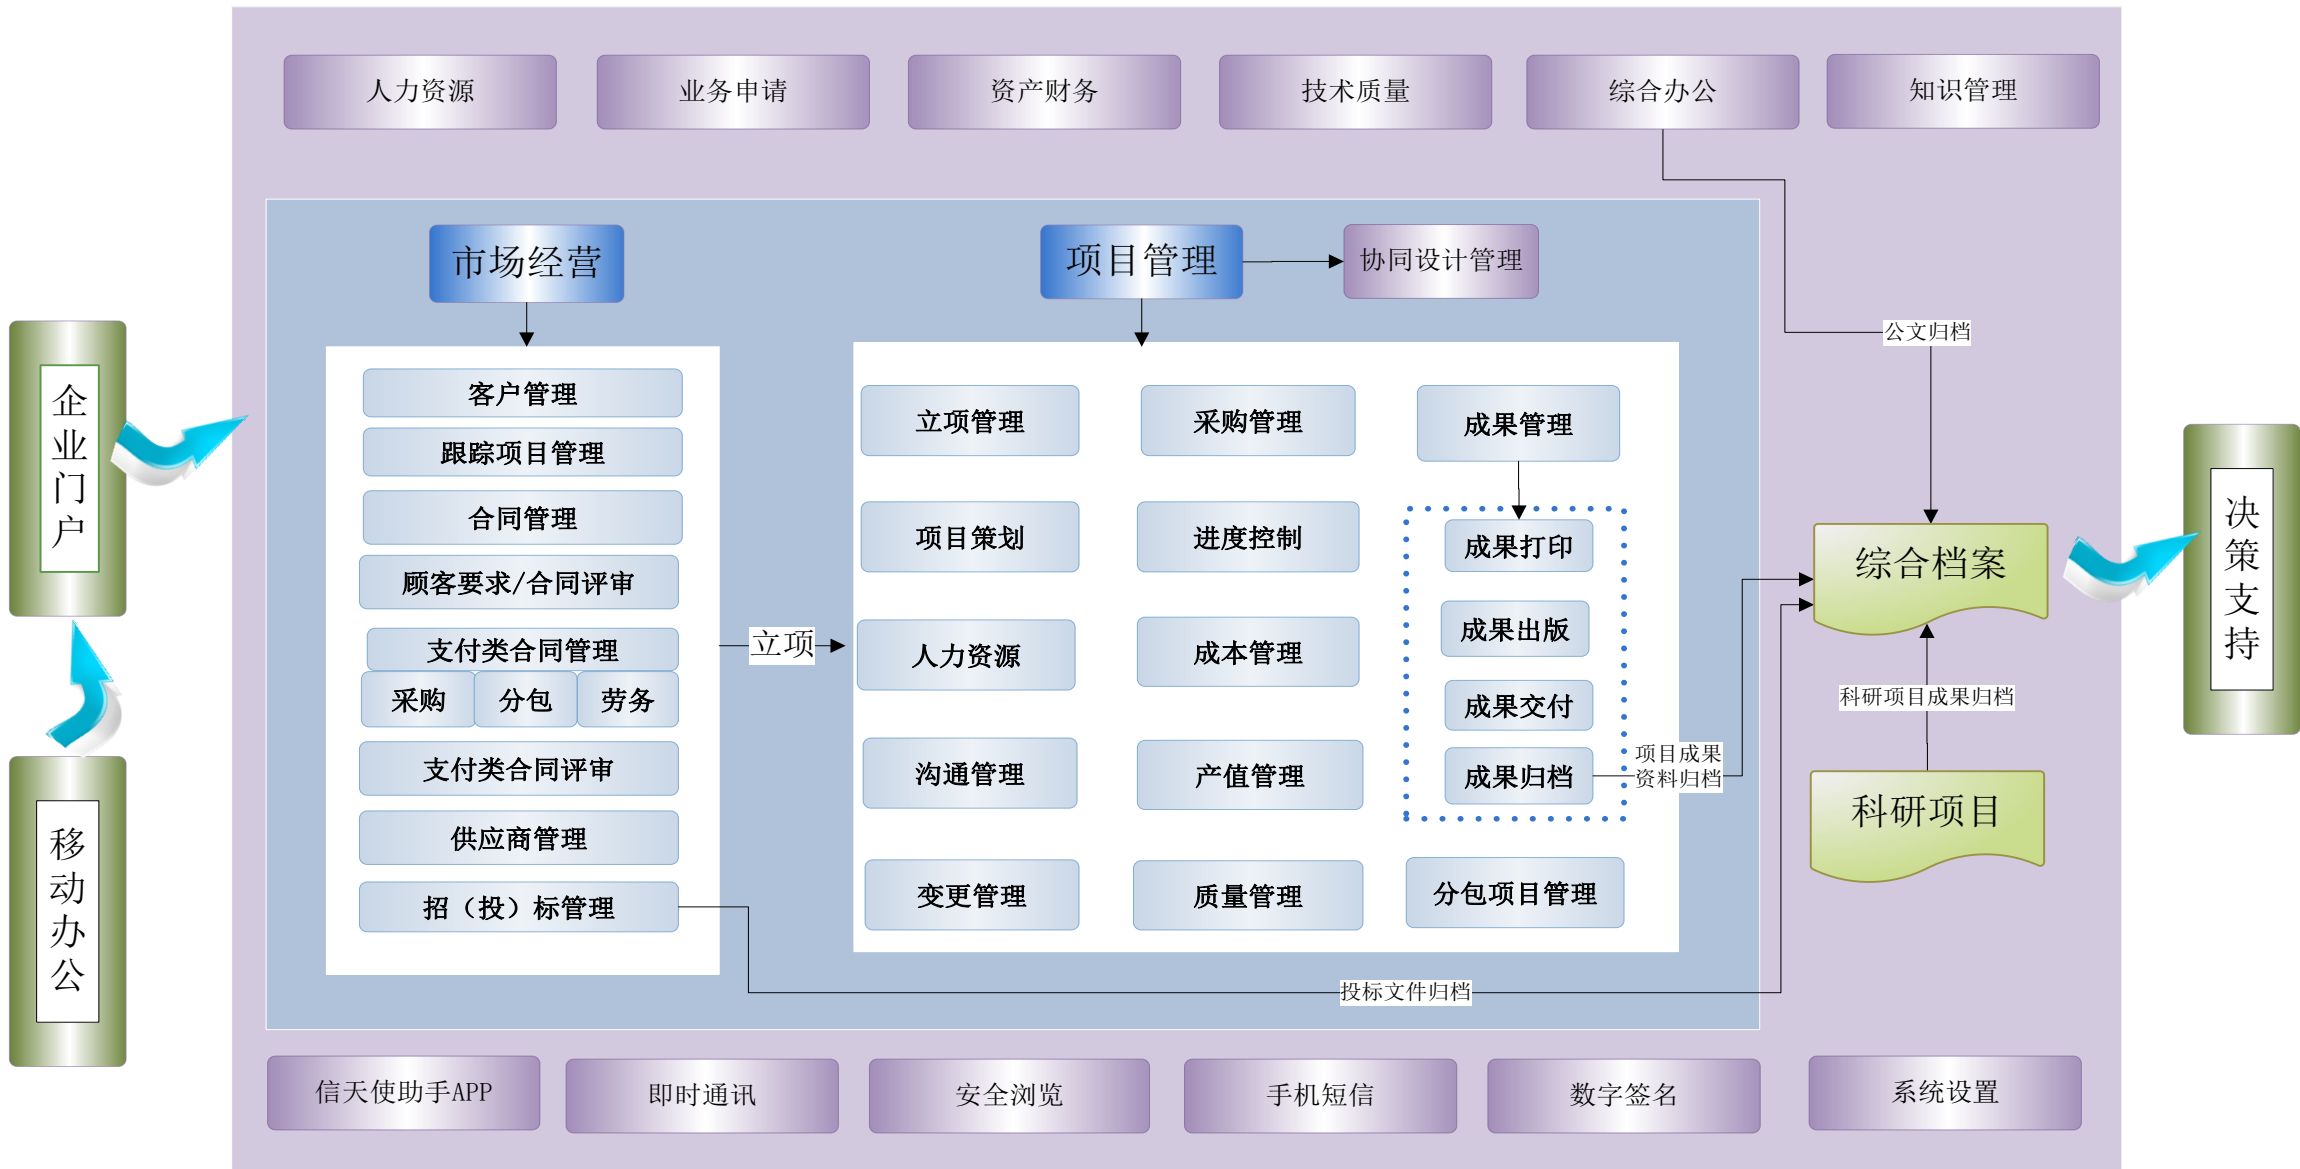 人力资源
业务申请
资产财务
技术质量
综合办公
知识管理
市场经营
项目管理
协同设计管理
企业门户
移动办公
客户管理
跟踪项目管理
合同管理
顾客要求/合同评审
支付类合同管理
采购
分包
劳务
支付类合同评审
供应商管理
招（投）标管理
立项
立项管理
采购管理
成果管理
项目策划
进度控制
成果打印
人力资源
成本管理
成果出版
成果交付
沟通管理
产值管理
成果归档
变更管理
质量管理
分包项目管理
项目成果
资料归档
投标文件归档
公文归档
综合档案
科研项目成果归档
科研项目
决策支持
信天使助手APP
即时通讯
安全浏览
手机短信
数字签名
系统设置